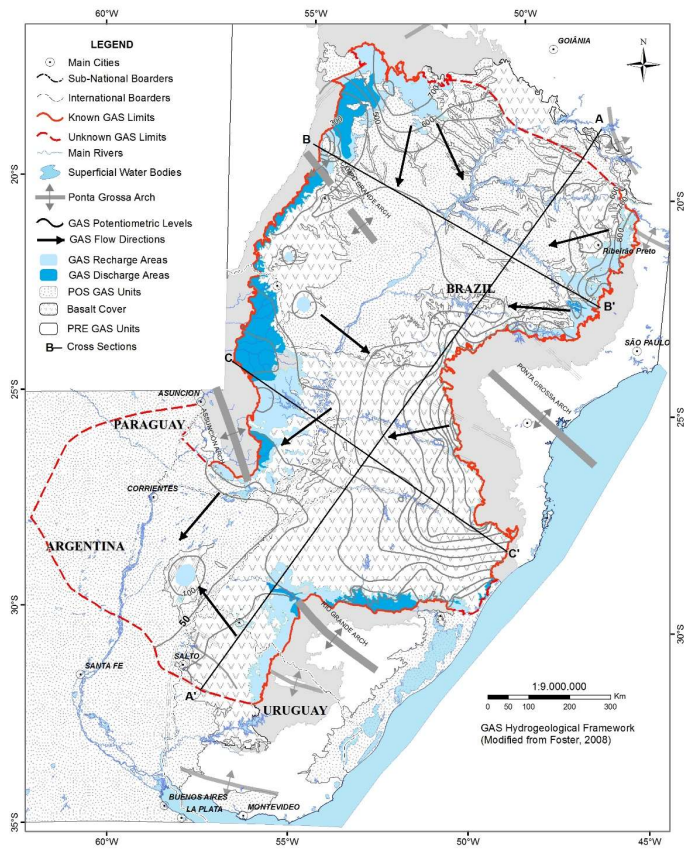 55°W
50°W
LEGEND
Main Cities
Sub-National Boarders
International Boarders
Known GAS Limits
Unknown GAS Limits
Main Rivers
Superficial Water Bodies
Ponta Grossa Arch
GAS Potentiometric Levels
GAS Flow Directions
GAS Recharge Areas
GAS Discharge Areas
POS GAS Units
Basalt Cover
PRE GAS Units
B Cross Sections
GOIÂNIA
N
A
B
20°S
20°S
Ribeirão Preto
BRAZIL
B'
SÃO PAULO
C
25°S
ASUNCION
PONTA GROSSA ARCH
25°S
PARAGUAY
ASSUNCIÓN ARCH
CORRIENTES
ARGENTINA
C'
100
50
30°S
RIO GRANDE ARCH
30°S
SALTO
SANTA FE
A'
URUGUAY
1:9.000.000
0 50 100 200 300 Km
GAS Hydrogeological Framework
(Modified from Foster, 2008)
BUENOS AIRES
LA PLATA
MONTEVIDEO
35°S
60°W
55°W
50°W
45°W